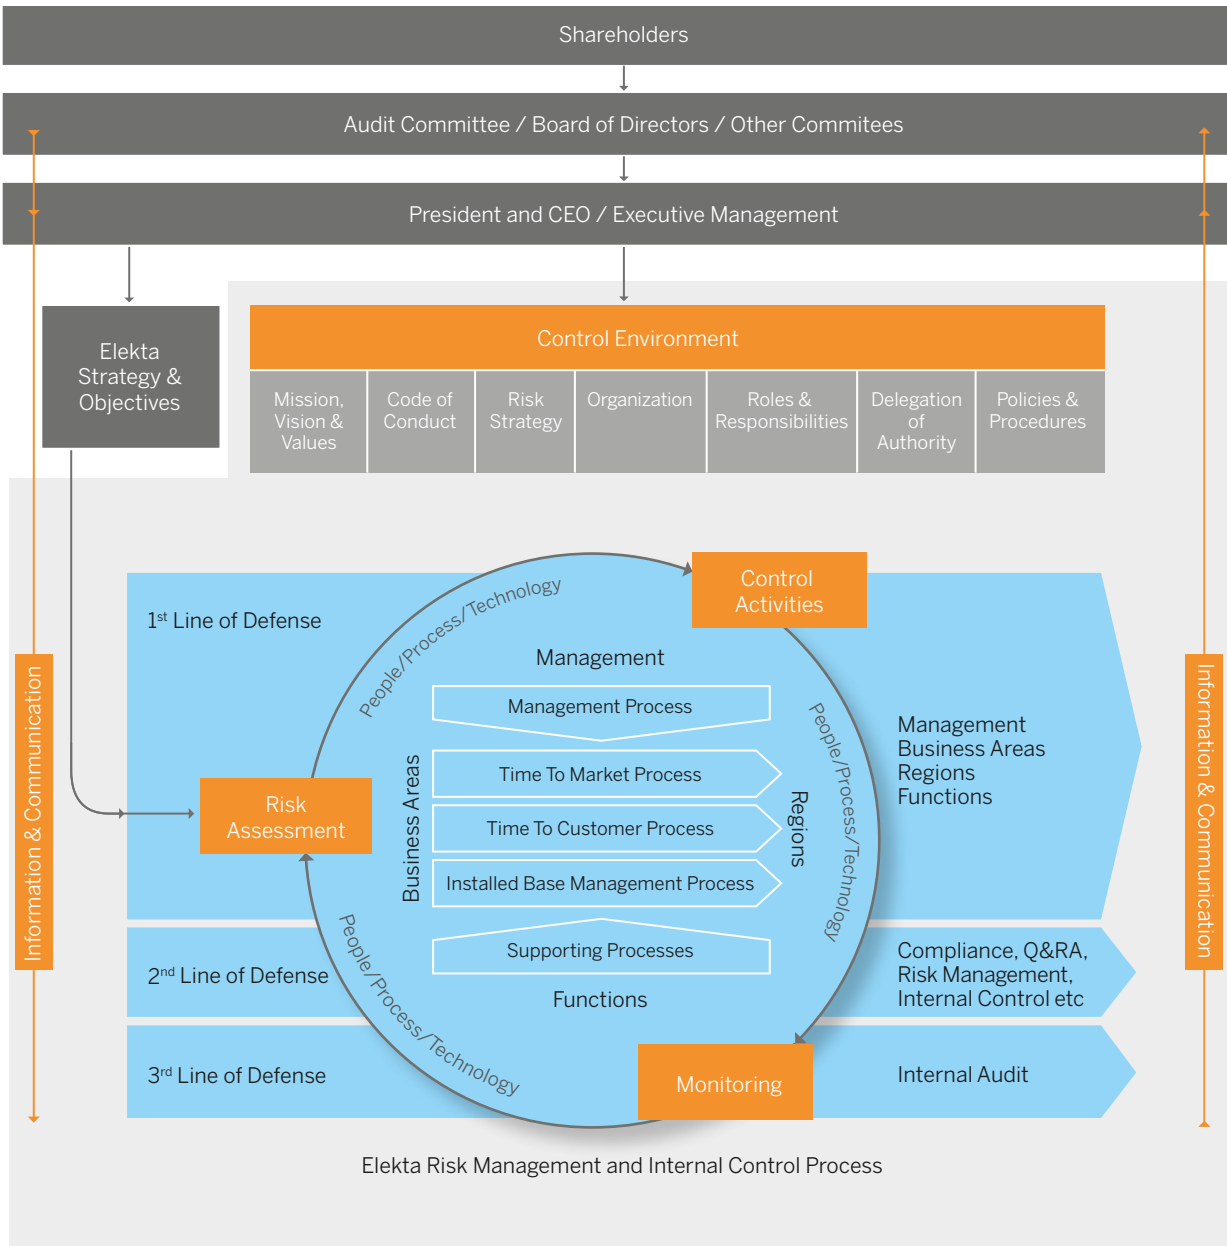 Shareholders
Audit Committee / Board of Directors / Other Commitees
President and CEO / Executive Management
Elekta
Strategy &
Objectives
Control Environment
Mission,
Vision &
Values
Code of
Conduct
Risk
Strategy
Organization
Roles &
Responsibilities
Delegation
of
Authority
Policies &
Procedures
Information & Communication
1st Line of Defense
People/Process/Technology
Control
Activities
Management
Management Process
Business Areas
Time To Market Process
Time To Customer Process
Installed Base Management Process
Regions
People/Process/Technology
Risk
Assessment
Management
Business Areas
Regions
Functions
Information & Communication
Supporting Processes
Functions
People/Process/Technology
2nd Line of Defense
Compliance, Q&RA,
Risk Management,
Internal Control etc
3rd Line of Defense
Monitoring
Internal Audit
Elekta Risk Management and Internal Control Process